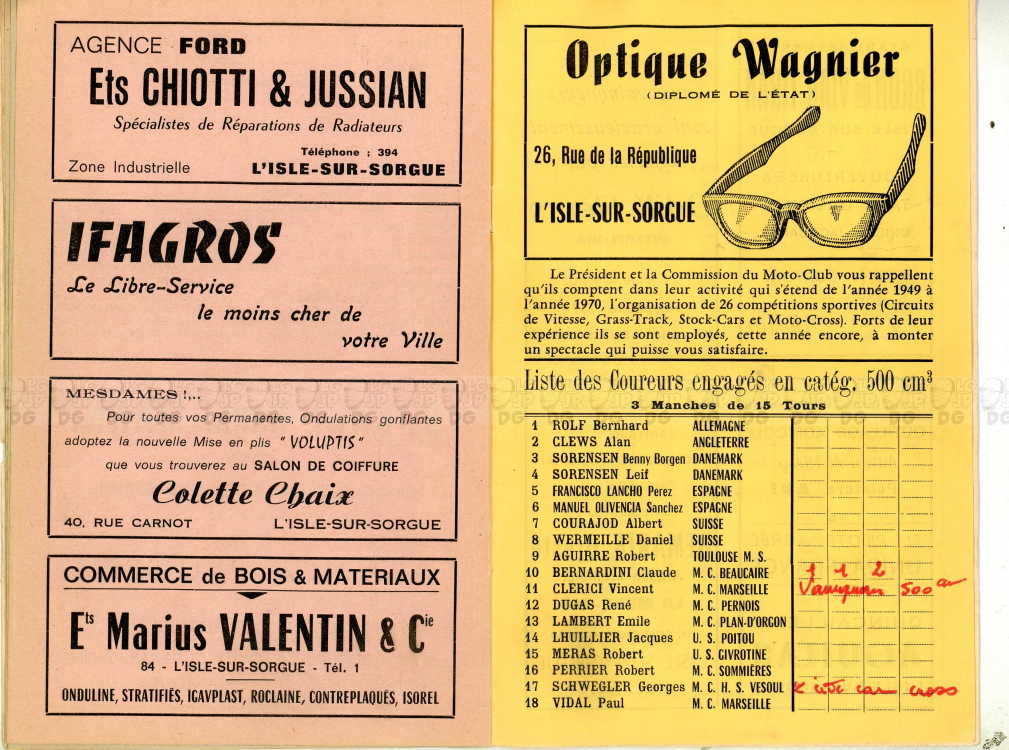 AGENCE FORD
Ets CHIOTTI & JUSSIAN
Spécialistes de Réparations de Radiateurs
Téléphone : 394
Zone Industrielle L'ISLE-SUR-SORGUE
IFAGROS
Le Libre-Service
le moins cher de
votre Ville
MESDAMES !...
Pour toutes vos Permanentes, Ondulations gonflantes
adoptez la nouvelle Mise en plis "VOLUPTIS"
que vous trouverez au SALON DE COIFFURE
Colette Chaix
40, RUE CARNOT L'ISLE-SUR-SORGUE
COMMERCE de BOIS & MATERIAUX
Ets Marius VALENTIN & Cie
84 - L'ISLE-SUR-SORGUE - Tél. 1
ONDULINE, STRATIFIÉS, IGAVPLAST, ROCLAINE, CONTREPLAQUÉS, ISOREL
Optique Wagnier
(DIPLOMÉ DE L'ÉTAT)
26, Rue de la République
L'ISLE-SUR-SORGUE
Le Président et la Commission du Moto-Club vous rappellent
qu'ils comptent dans leur activité qui s'étend de l'année 1949 à
l'année 1970, l'organisation de 26 compétitions sportives (Circuits
de Vitesse, Grass-Track, Stock-Cars et Moto-Cross). Forts de leur
expérience ils se sont employés, cette année encore, à monter
un spectacle qui puisse vous satisfaire.
Liste des Coureurs engagés en catég. 500 cm³
3 Manches de 15 Tours
1 ROLF Bernhard ALLEMAGNE
2 CLEWS Alan ANGLETERRE
3 SORENSEN Benny Borgen DANEMARK
4 SORENSEN Leif DANEMARK
5 FRANCISCO LANCHO Perez ESPAGNE
6 MANUEL OLIVENCIA Sanchez ESPAGNE
7 COURAJOD Albert SUISSE
8 WERMEILLE Daniel SUISSE
9 AGUIRRE Robert TOULOUSE M. S.
10 BERNARDINI Claude M. C. BEAUCAIRE 1 1 2
11 CLERICI Vincent M. C. MARSEILLE 500
12 DUGAS René M. C. PERNOIS
13 LAMBERT Emile M. C. PLAN-D'ORGON
14 LHUILLIER Jacques U. S. POITOU
15 MERAS Robert U. S. GIVROTINE
16 PERRIER Robert M. C. SOMMIÈRES
17 SCHWEGLER Georges M. C. H. S. VESOUL cross
18 VIDAL Paul M. C. MARSEILLE